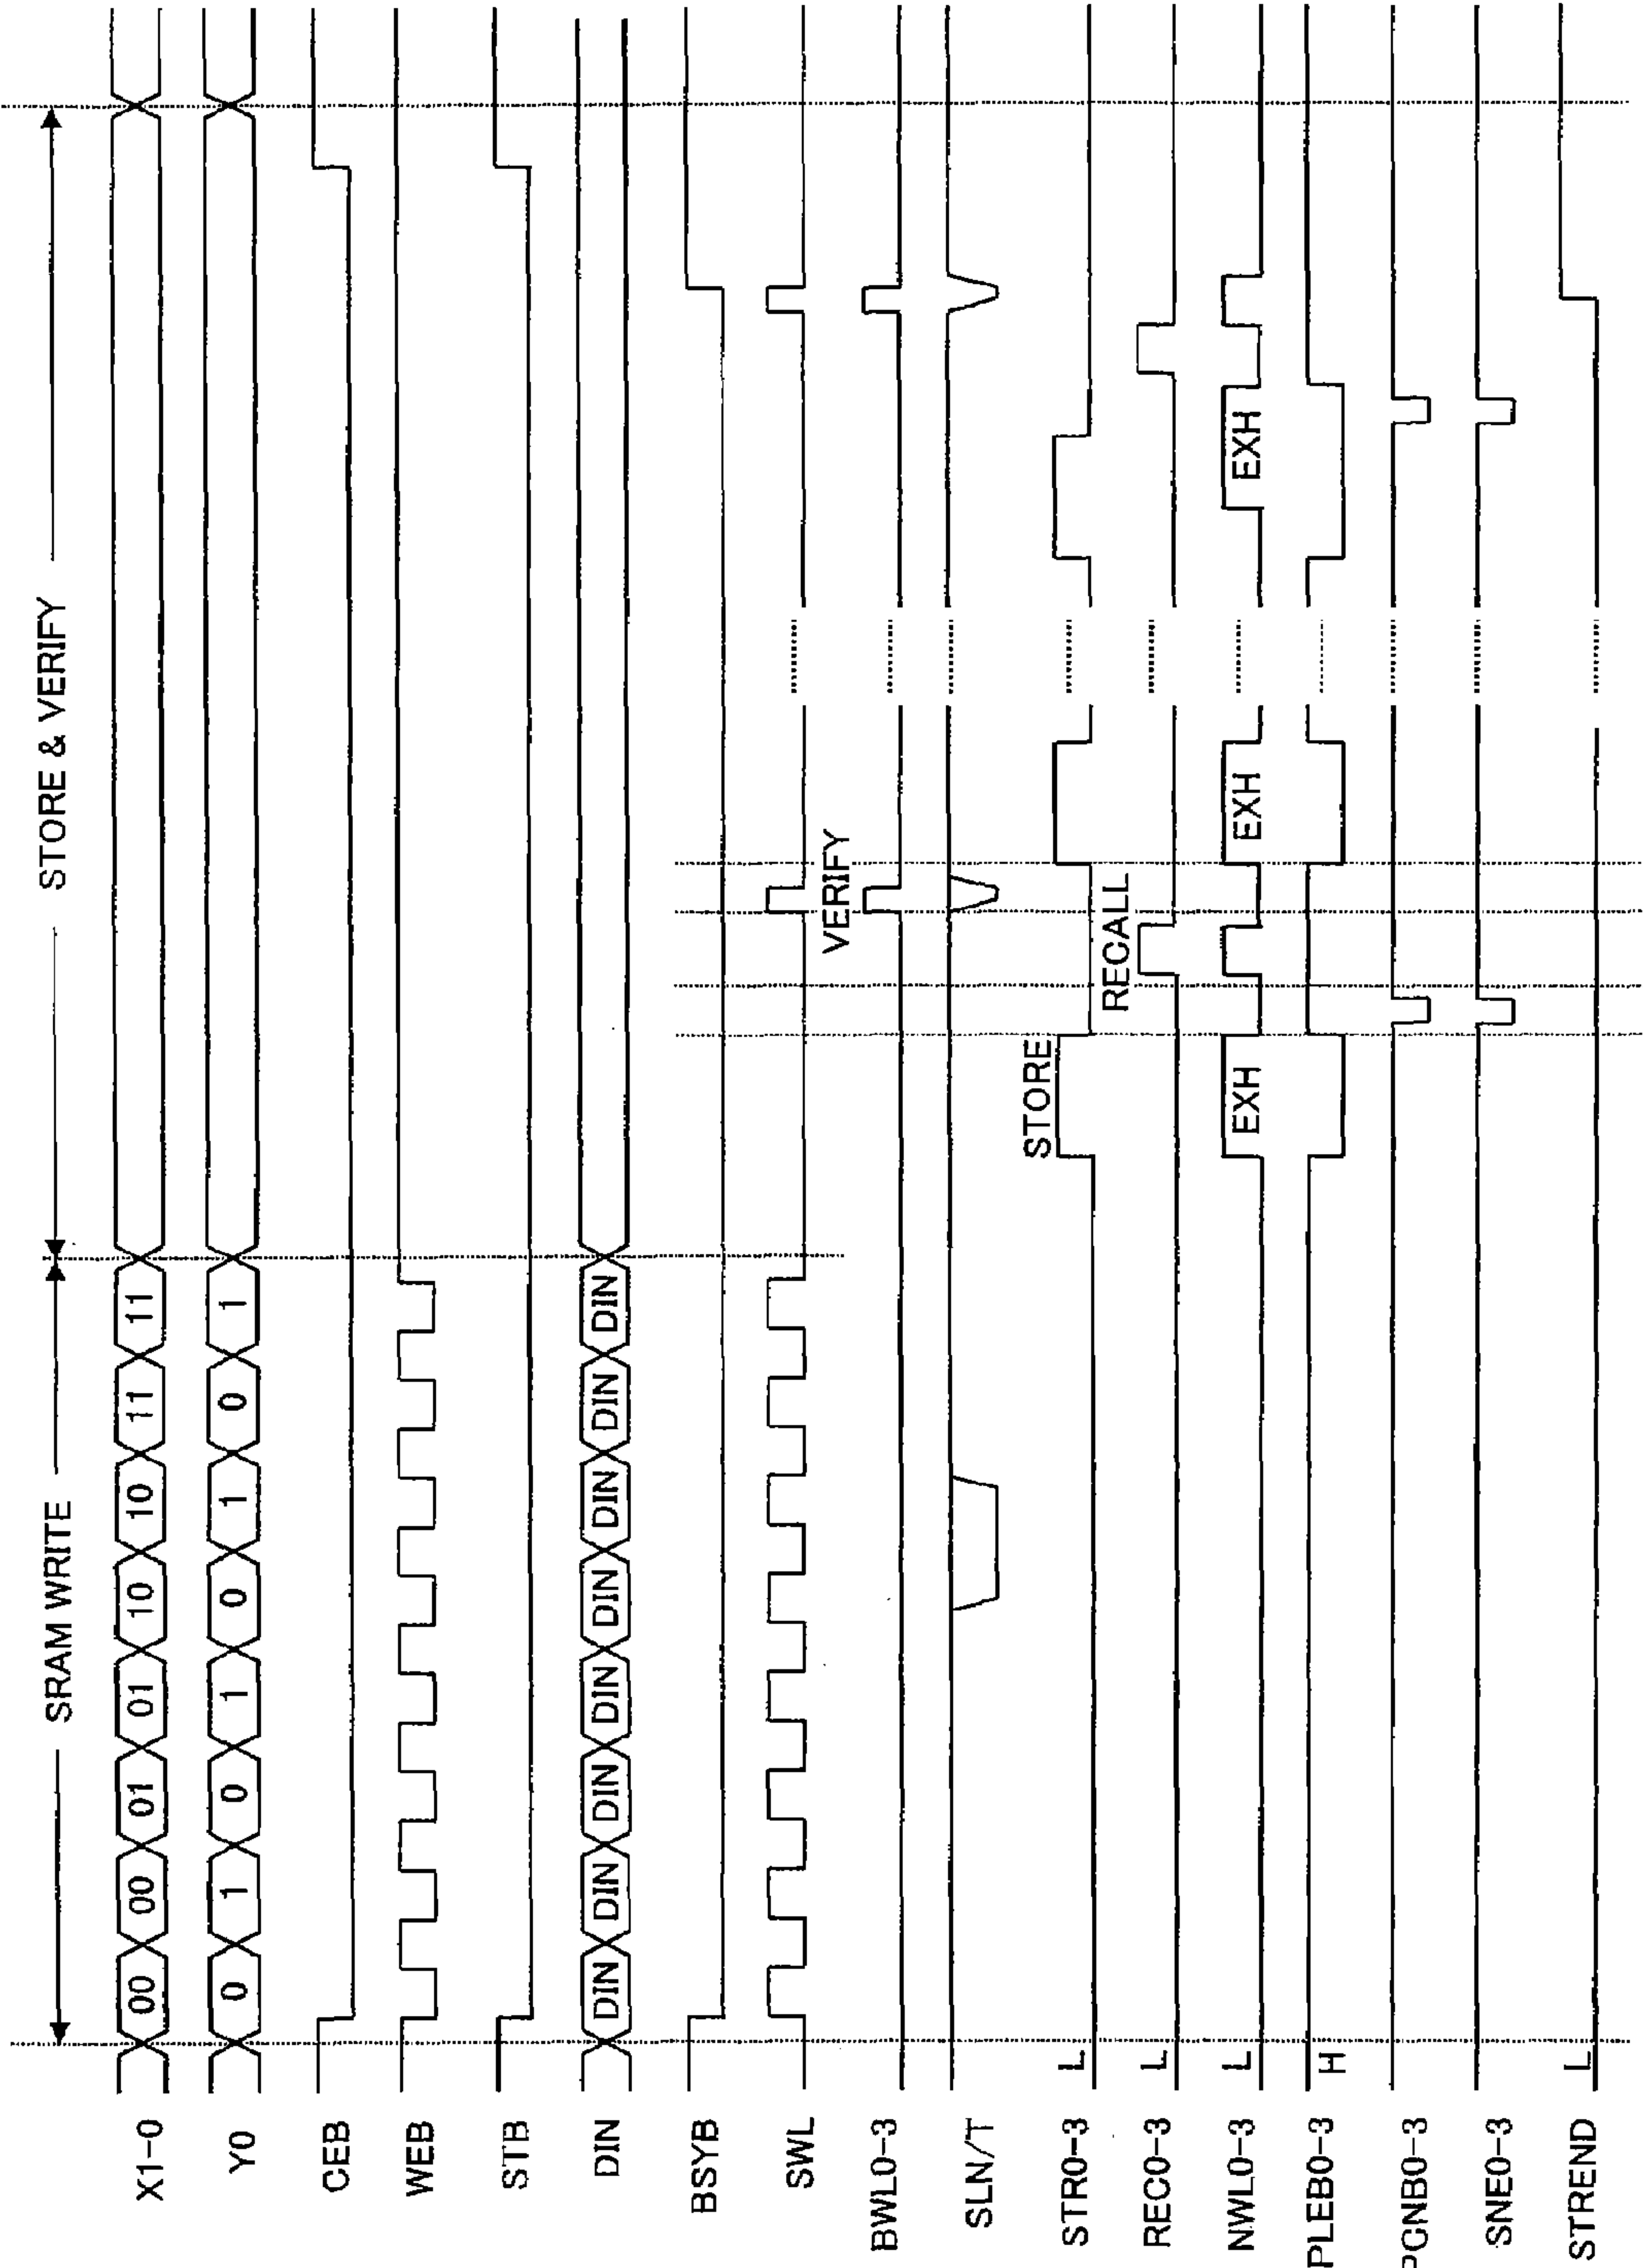 SRAM WRITE
STORE & VERIFY
X1-0
00
00
01
01
10
10
11
11
Y0
0
1
0
1
0
1
0
1
CEB
WEB
STB
DIN
DIN
DIN
DIN
DIN
DIN
DIN
DIN
DIN
BSYB
SWL
VERIFY
BWL0-3
SLN/T
STORE
STR0-3
L
RECALL
REC0-3
L
NWL0-3
L
EXH
EXH
EXH
PLEB0-3
H
PGNB0-3
SNE0-3
STREND
L